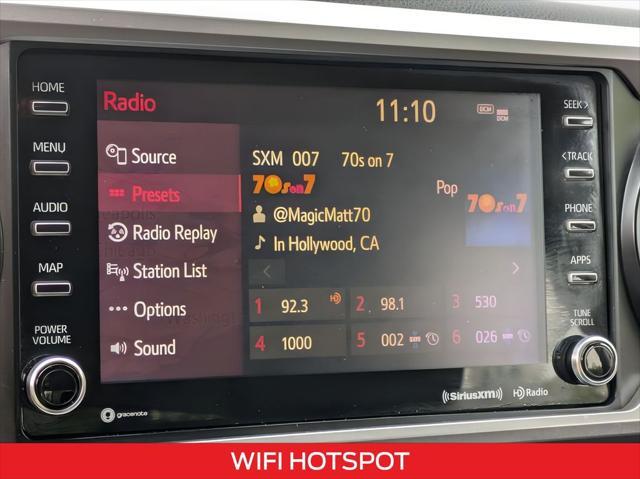 HOME
MENU
AUDIO
MAP
POWER
VOLUME
Radio
11:10
DCM
DCM
Source
Presets
Radio Replay
Station List
Options
Sound
SXM 007 70s on 7
70s on 7
Pop
70s on 7
@MagicMatt70
In Hollywood, CA
1 92.3 HD
2 98.1
3 530
4 1000
5 002
6 026
SEEK >
< TRACK
PHONE
APPS
TUNE
SCROLL
gracenote
((SiriusXM))
HD Radio
WIFI HOTSPOT